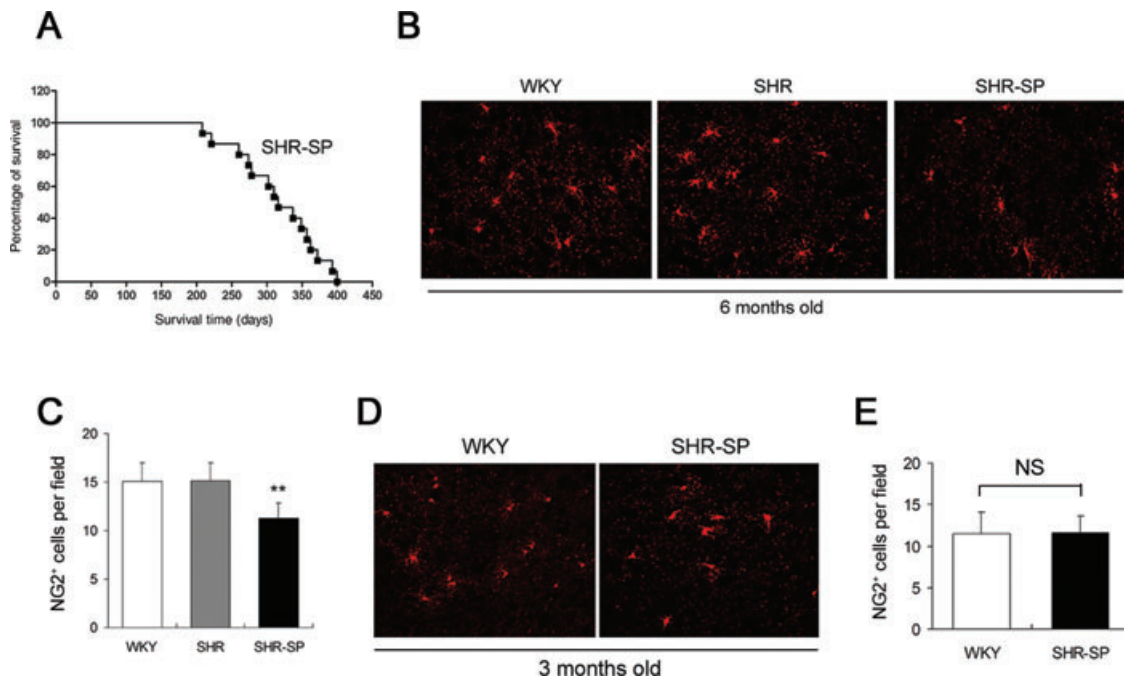 A
B
120
100
80
60
40
20
0
Percentage of survival
SHR-SP
0 50 100 150 200 250 300 350 400 450
Survival time (days)
WKY SHR SHR-SP
6 months old
C
D
E
20
15
10
5
0
NG2⁺ cells per field
**
WKY SHR SHR-SP
WKY SHR-SP
3 months old
20
15
10
5
0
NG2⁺ cells per field
NS
WKY SHR-SP